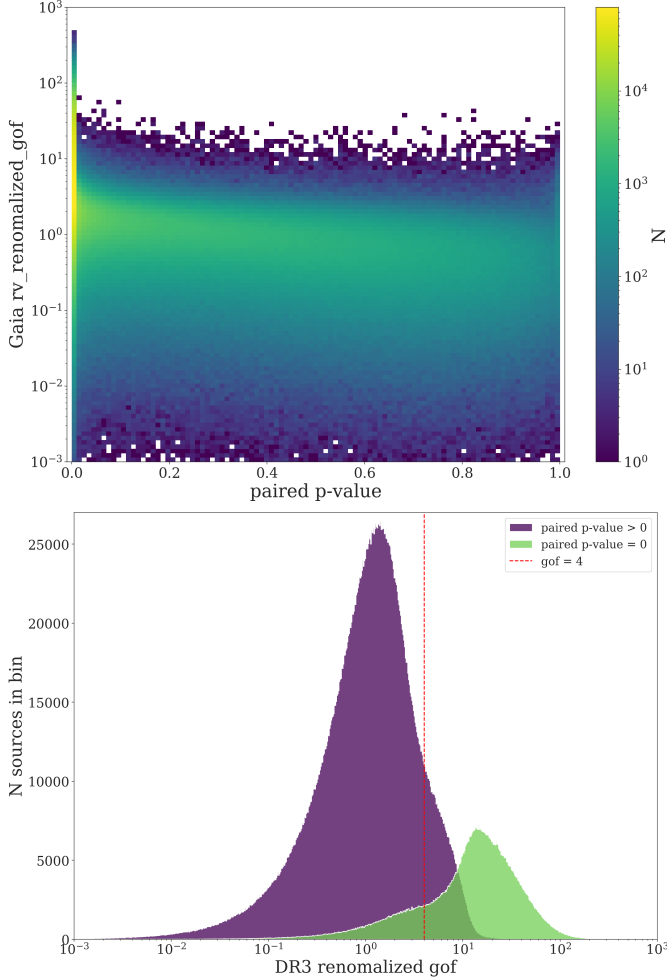 10³
10²
10¹
10⁰
10⁻¹
10⁻²
10⁻³
Gaia rv_renomalized_gof
0.0 0.2 0.4 0.6 0.8 1.0
paired p-value
10⁴
10³
10²
10¹
10⁰
N
25000
20000
15000
10000
5000
0
N sources in bin
paired p-value > 0
paired p-value = 0
gof = 4
10⁻³ 10⁻² 10⁻¹ 10⁰ 10¹ 10² 10³
DR3 renomalized gof